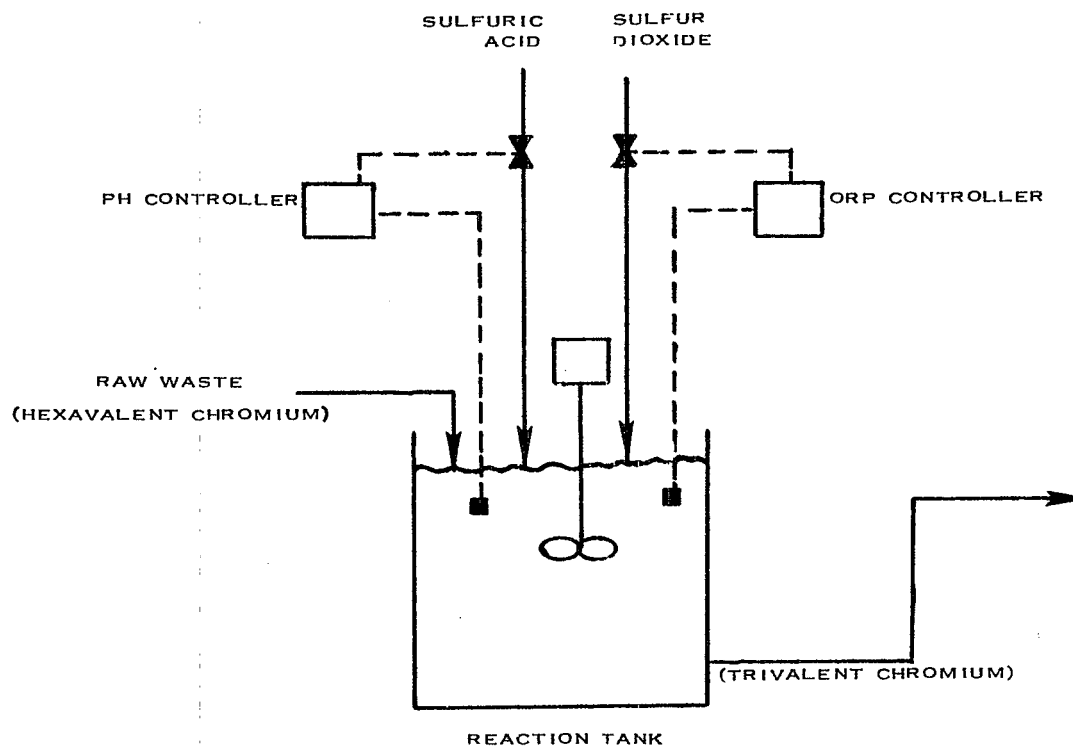 SULFURIC
ACID
SULFUR
DIOXIDE
PH CONTROLLER
ORP CONTROLLER
RAW WASTE
(HEXAVALENT CHROMIUM)
(TRIVALENT CHROMIUM)
REACTION TANK